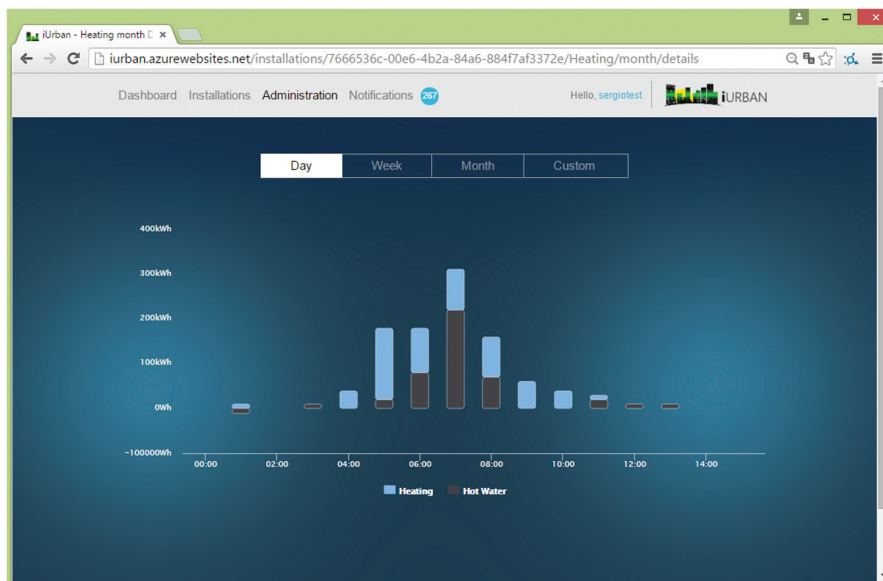 iUrban - Heating month D
iurban.azurewebsites.net/installations/7666536c-00e6-4b2a-84a6-884f7af3372e/Heating/month/details
Dashboard Installations Administration Notifications 267 Hello, sergiotest iURBAN
Day Week Month Custom
400kWh
300kWh
200kWh
100kWh
0Wh
-100000Wh
00:00 02:00 04:00 06:00 08:00 10:00 12:00 14:00
Heating Hot Water